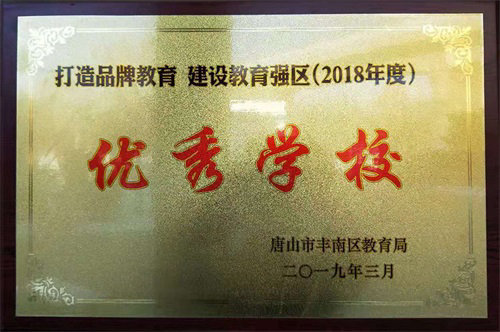 打造品牌教育 建设教育强区(2018年度)
优秀学校
唐山市丰南区教育局
二〇一九年三月